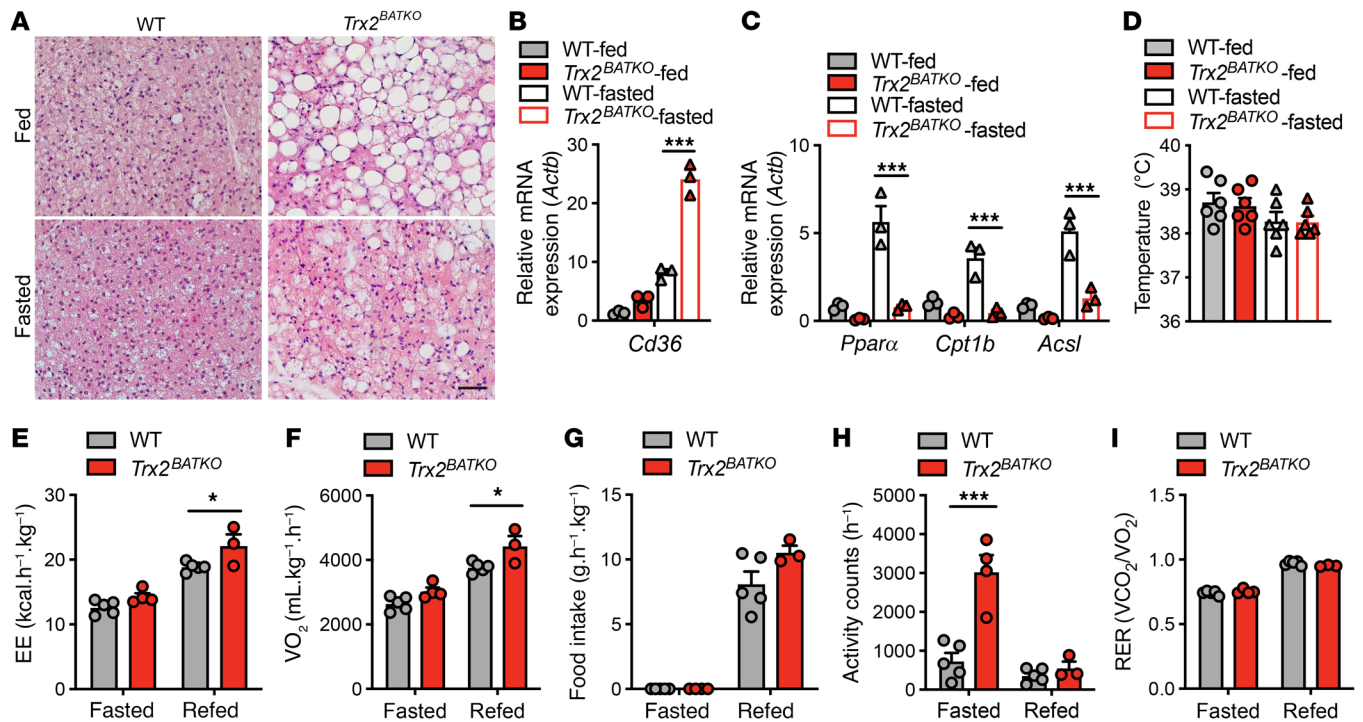 A
WT
Trx2BATKO
Fed
Fasted
B
WT-fed
Trx2BATKO-fed
WT-fasted
Trx2BATKO-fasted
Relative mRNA
expression (Actb)
30
20
10
0
***
Cd36
C
WT-fed
Trx2BATKO-fed
WT-fasted
Trx2BATKO-fasted
Relative mRNA
expression (Actb)
10
5
0
***
***
***
Pparα
Cpt1b
Acsl
D
WT-fed
Trx2BATKO-fed
WT-fasted
Trx2BATKO-fasted
Temperature (°C)
40
39
38
37
36
E
WT
Trx2BATKO
EE (kcal.h−1.kg−1)
30
20
10
0
*
Fasted Refed
F
WT
Trx2BATKO
VO2 (mL.kg−1.h−1)
6000
4000
2000
0
*
Fasted Refed
G
WT
Trx2BATKO
Food intake (g.h−1.kg−1)
15
10
5
0
Fasted Refed
H
WT
Trx2BATKO
Activity counts (h−1)
5000
4000
3000
2000
1000
0
***
Fasted Refed
I
WT
Trx2BATKO
RER (VCO2/VO2)
1.5
1.0
0.5
0.0
Fasted Refed